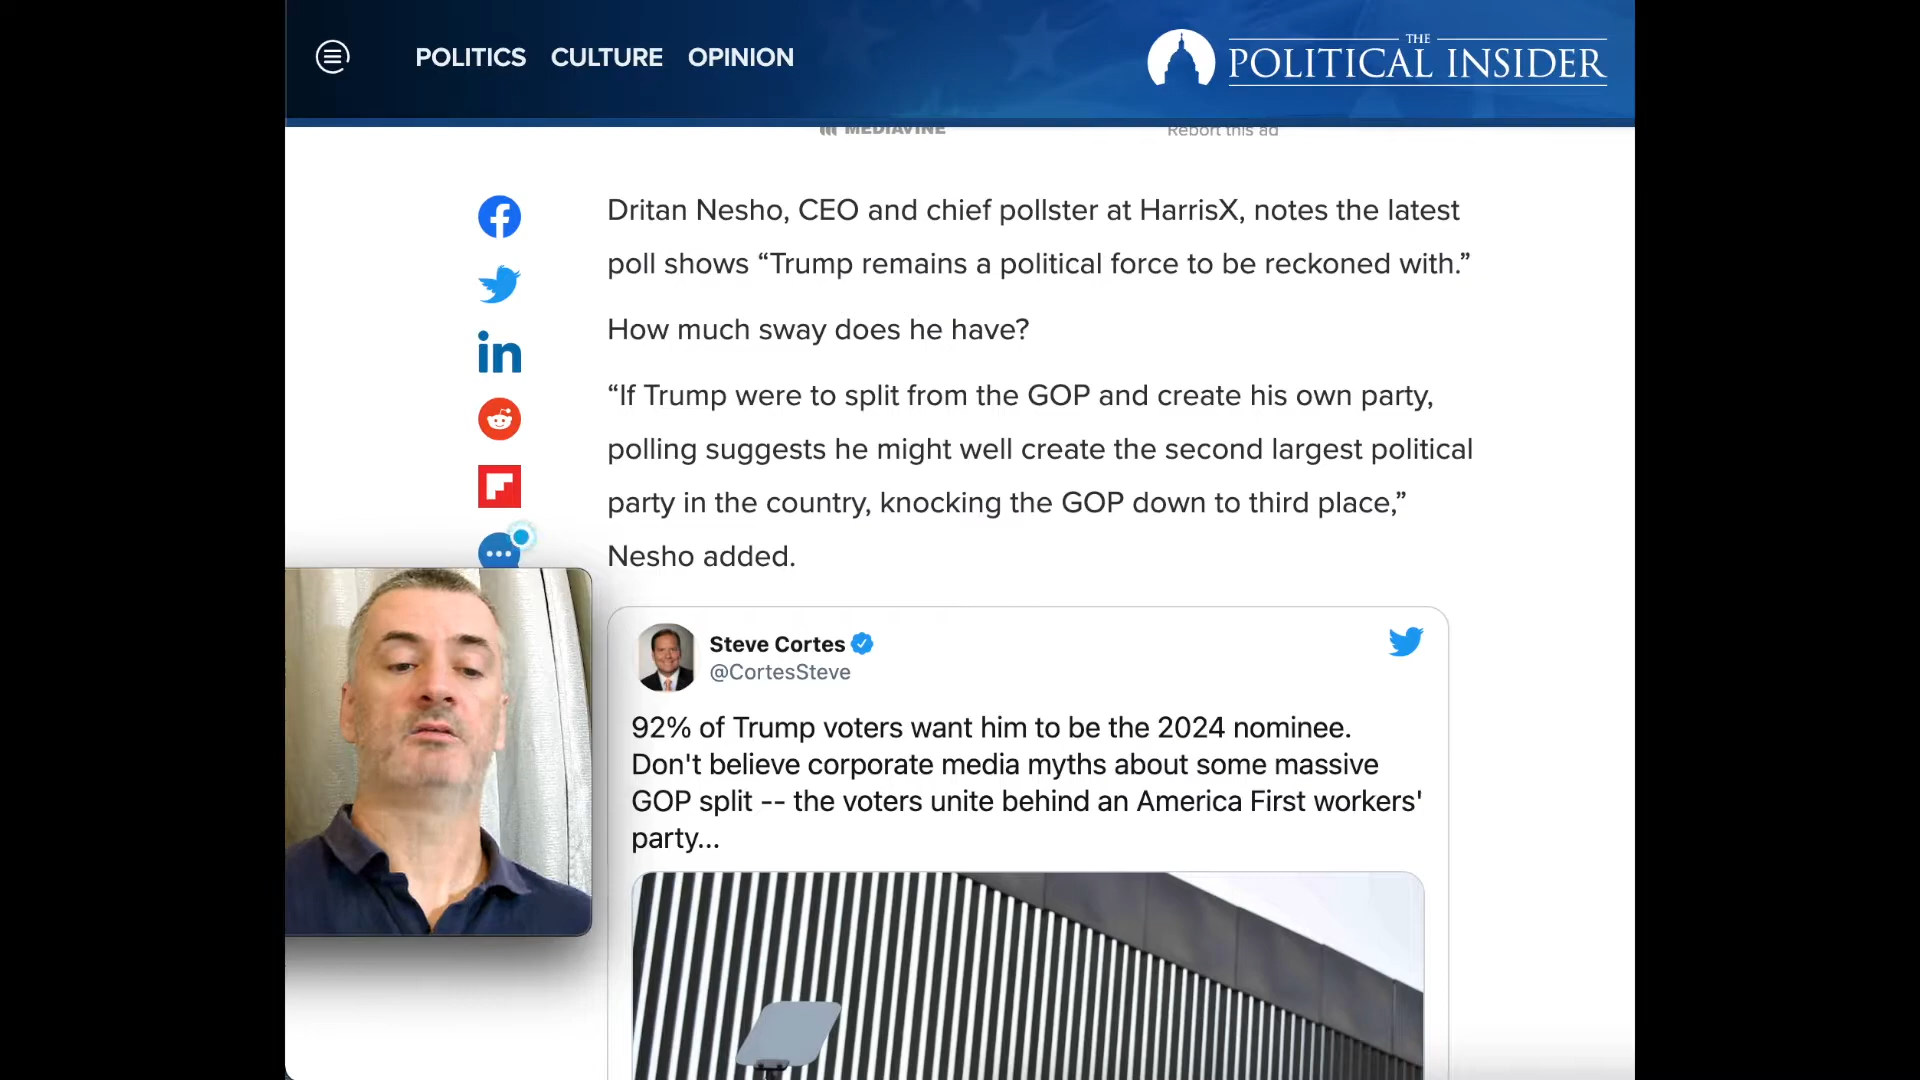 POLITICS CULTURE OPINION
THE
POLITICAL INSIDER
MEDIAVINE
Report this ad
Dritan Nesho, CEO and chief pollster at HarrisX, notes the latest
poll shows “Trump remains a political force to be reckoned with.”
How much sway does he have?
“If Trump were to split from the GOP and create his own party,
polling suggests he might well create the second largest political
party in the country, knocking the GOP down to third place,”
Nesho added.
Steve Cortes
@CortesSteve
92% of Trump voters want him to be the 2024 nominee.
Don't believe corporate media myths about some massive
GOP split -- the voters unite behind an America First workers'
party...